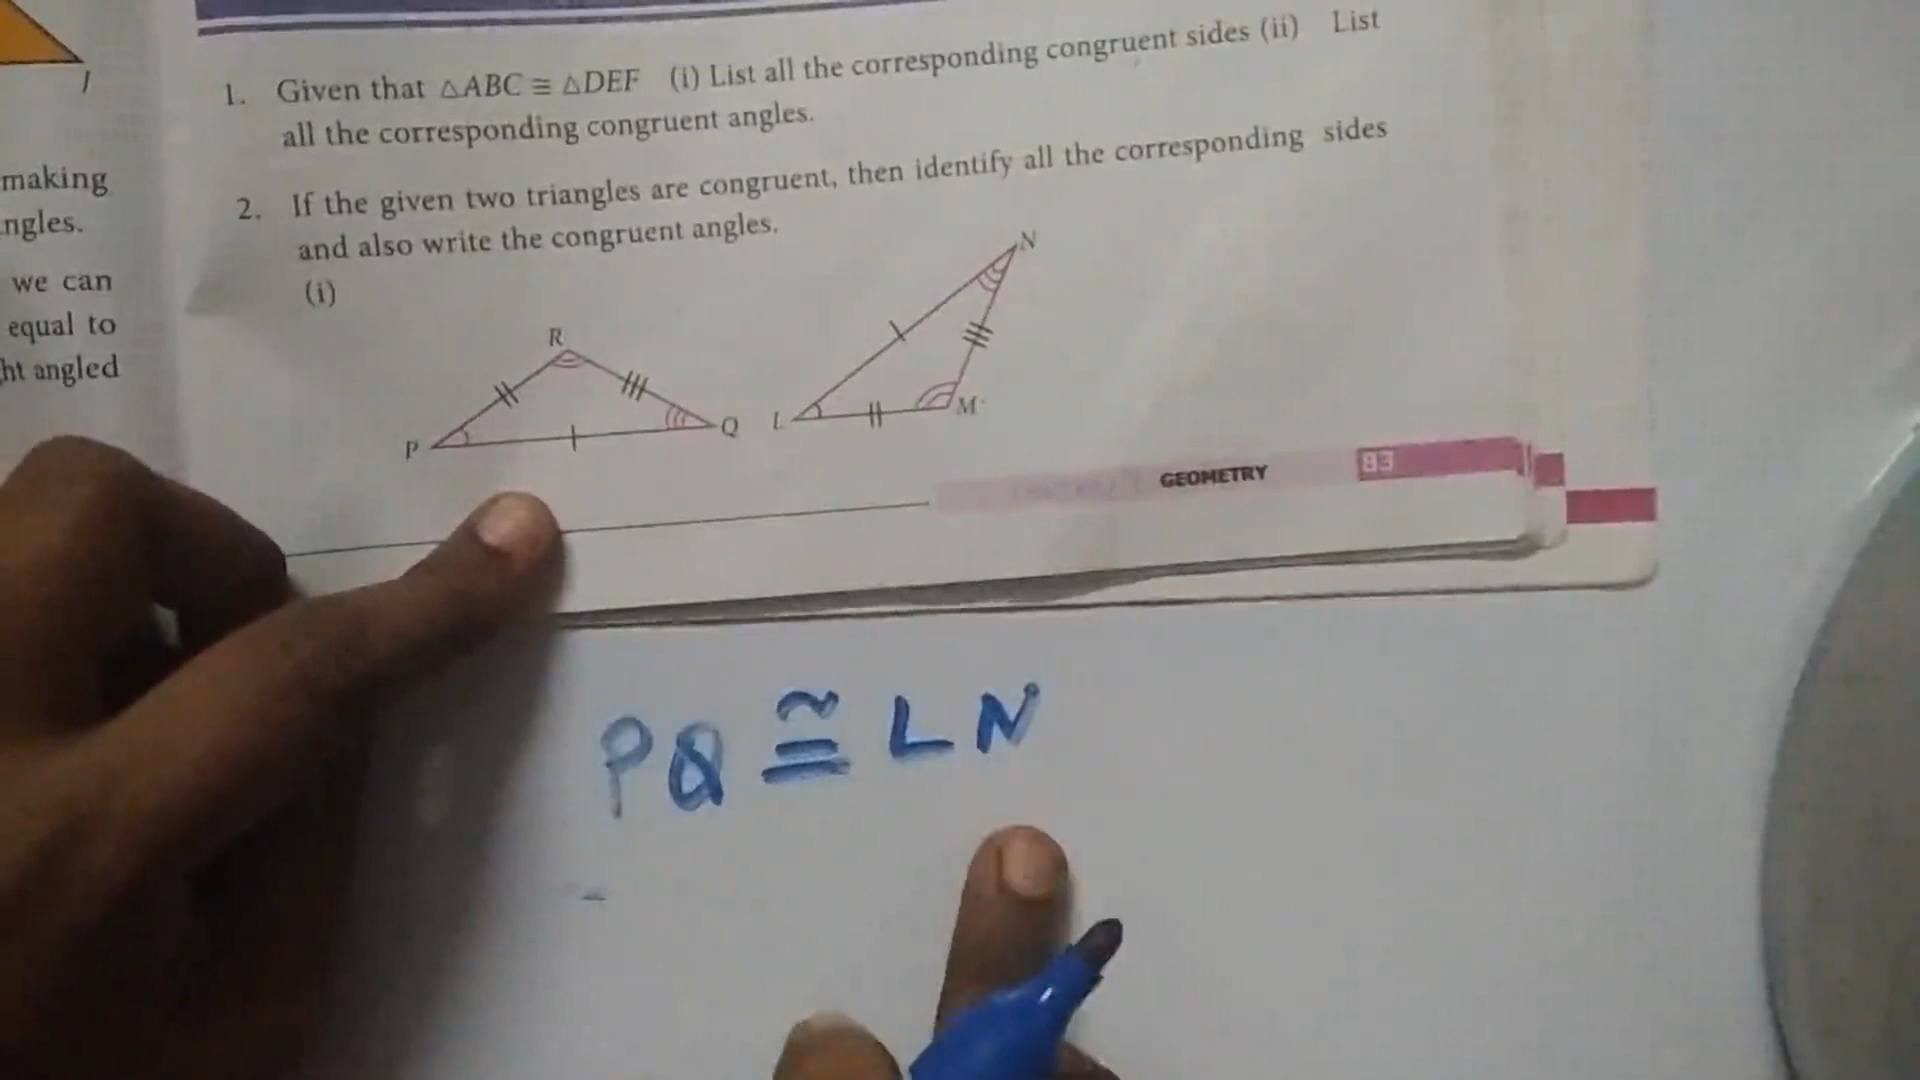 1. Given that △ABC ≡ △DEF (i) List all the corresponding congruent sides (ii) List
all the corresponding congruent angles.
2. If the given two triangles are congruent, then identify all the corresponding sides
and also write the congruent angles.
(i)
making
ngles.
we can
equal to
ht angled
R
P
Q
N
L
M
GEOMETRY 83
PQ ≅ LN